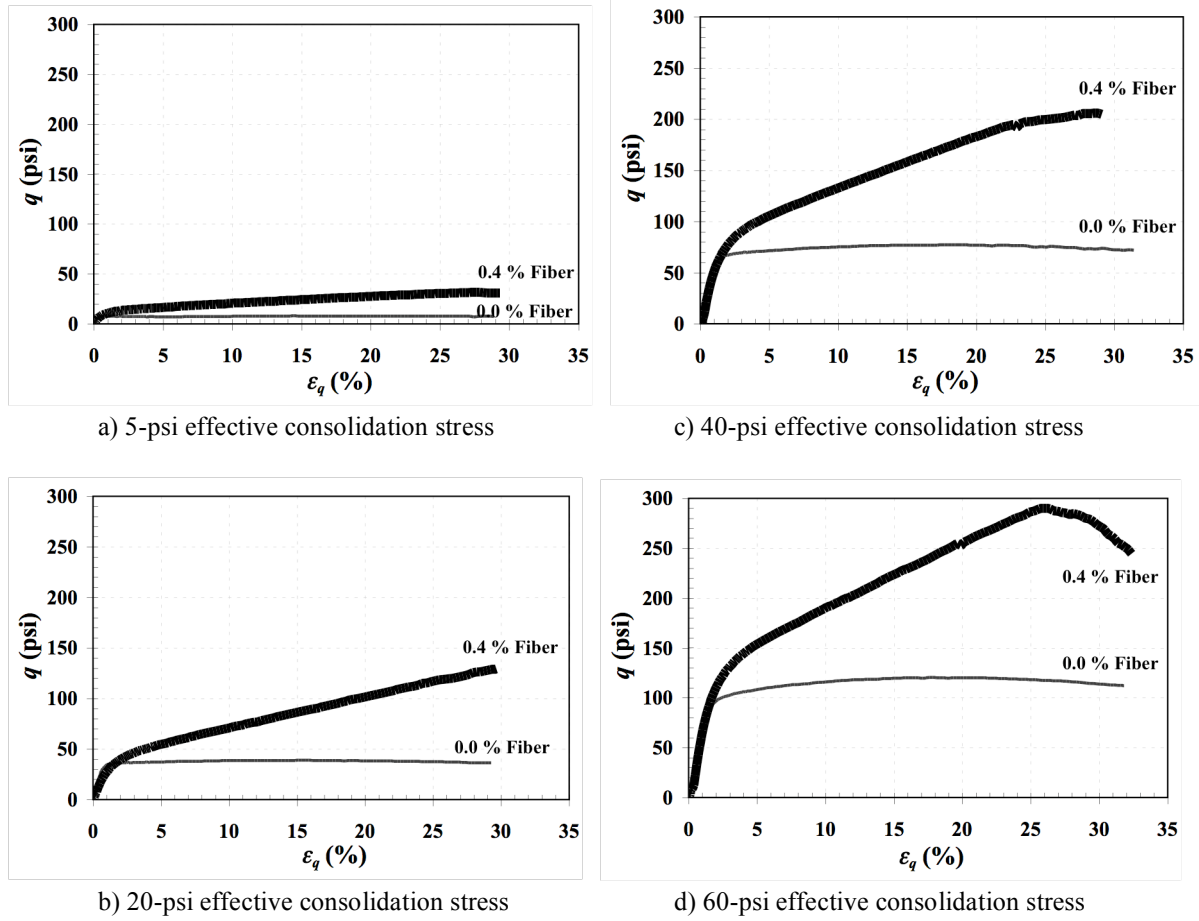 300
250
200
150
100
50
0
q (psi)
0.4 % Fiber
0.0 % Fiber
0 5 10 15 20 25 30 35
εq (%)
a) 5-psi effective consolidation stress
300
250
200
150
100
50
0
q (psi)
0.4 % Fiber
0.0 % Fiber
0 5 10 15 20 25 30 35
εq (%)
c) 40-psi effective consolidation stress
300
250
200
150
100
50
0
q (psi)
0.4 % Fiber
0.0 % Fiber
0 5 10 15 20 25 30 35
εq (%)
b) 20-psi effective consolidation stress
300
250
200
150
100
50
0
q (psi)
0.4 % Fiber
0.0 % Fiber
0 5 10 15 20 25 30 35
εq (%)
d) 60-psi effective consolidation stress